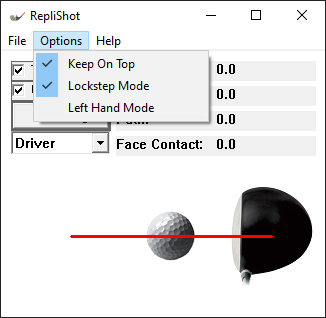 RepliShot
File Options Help
Keep On Top
Lockstep Mode
Left Hand Mode
0.0
0.0
0.0
Driver
Face Contact: 0.0